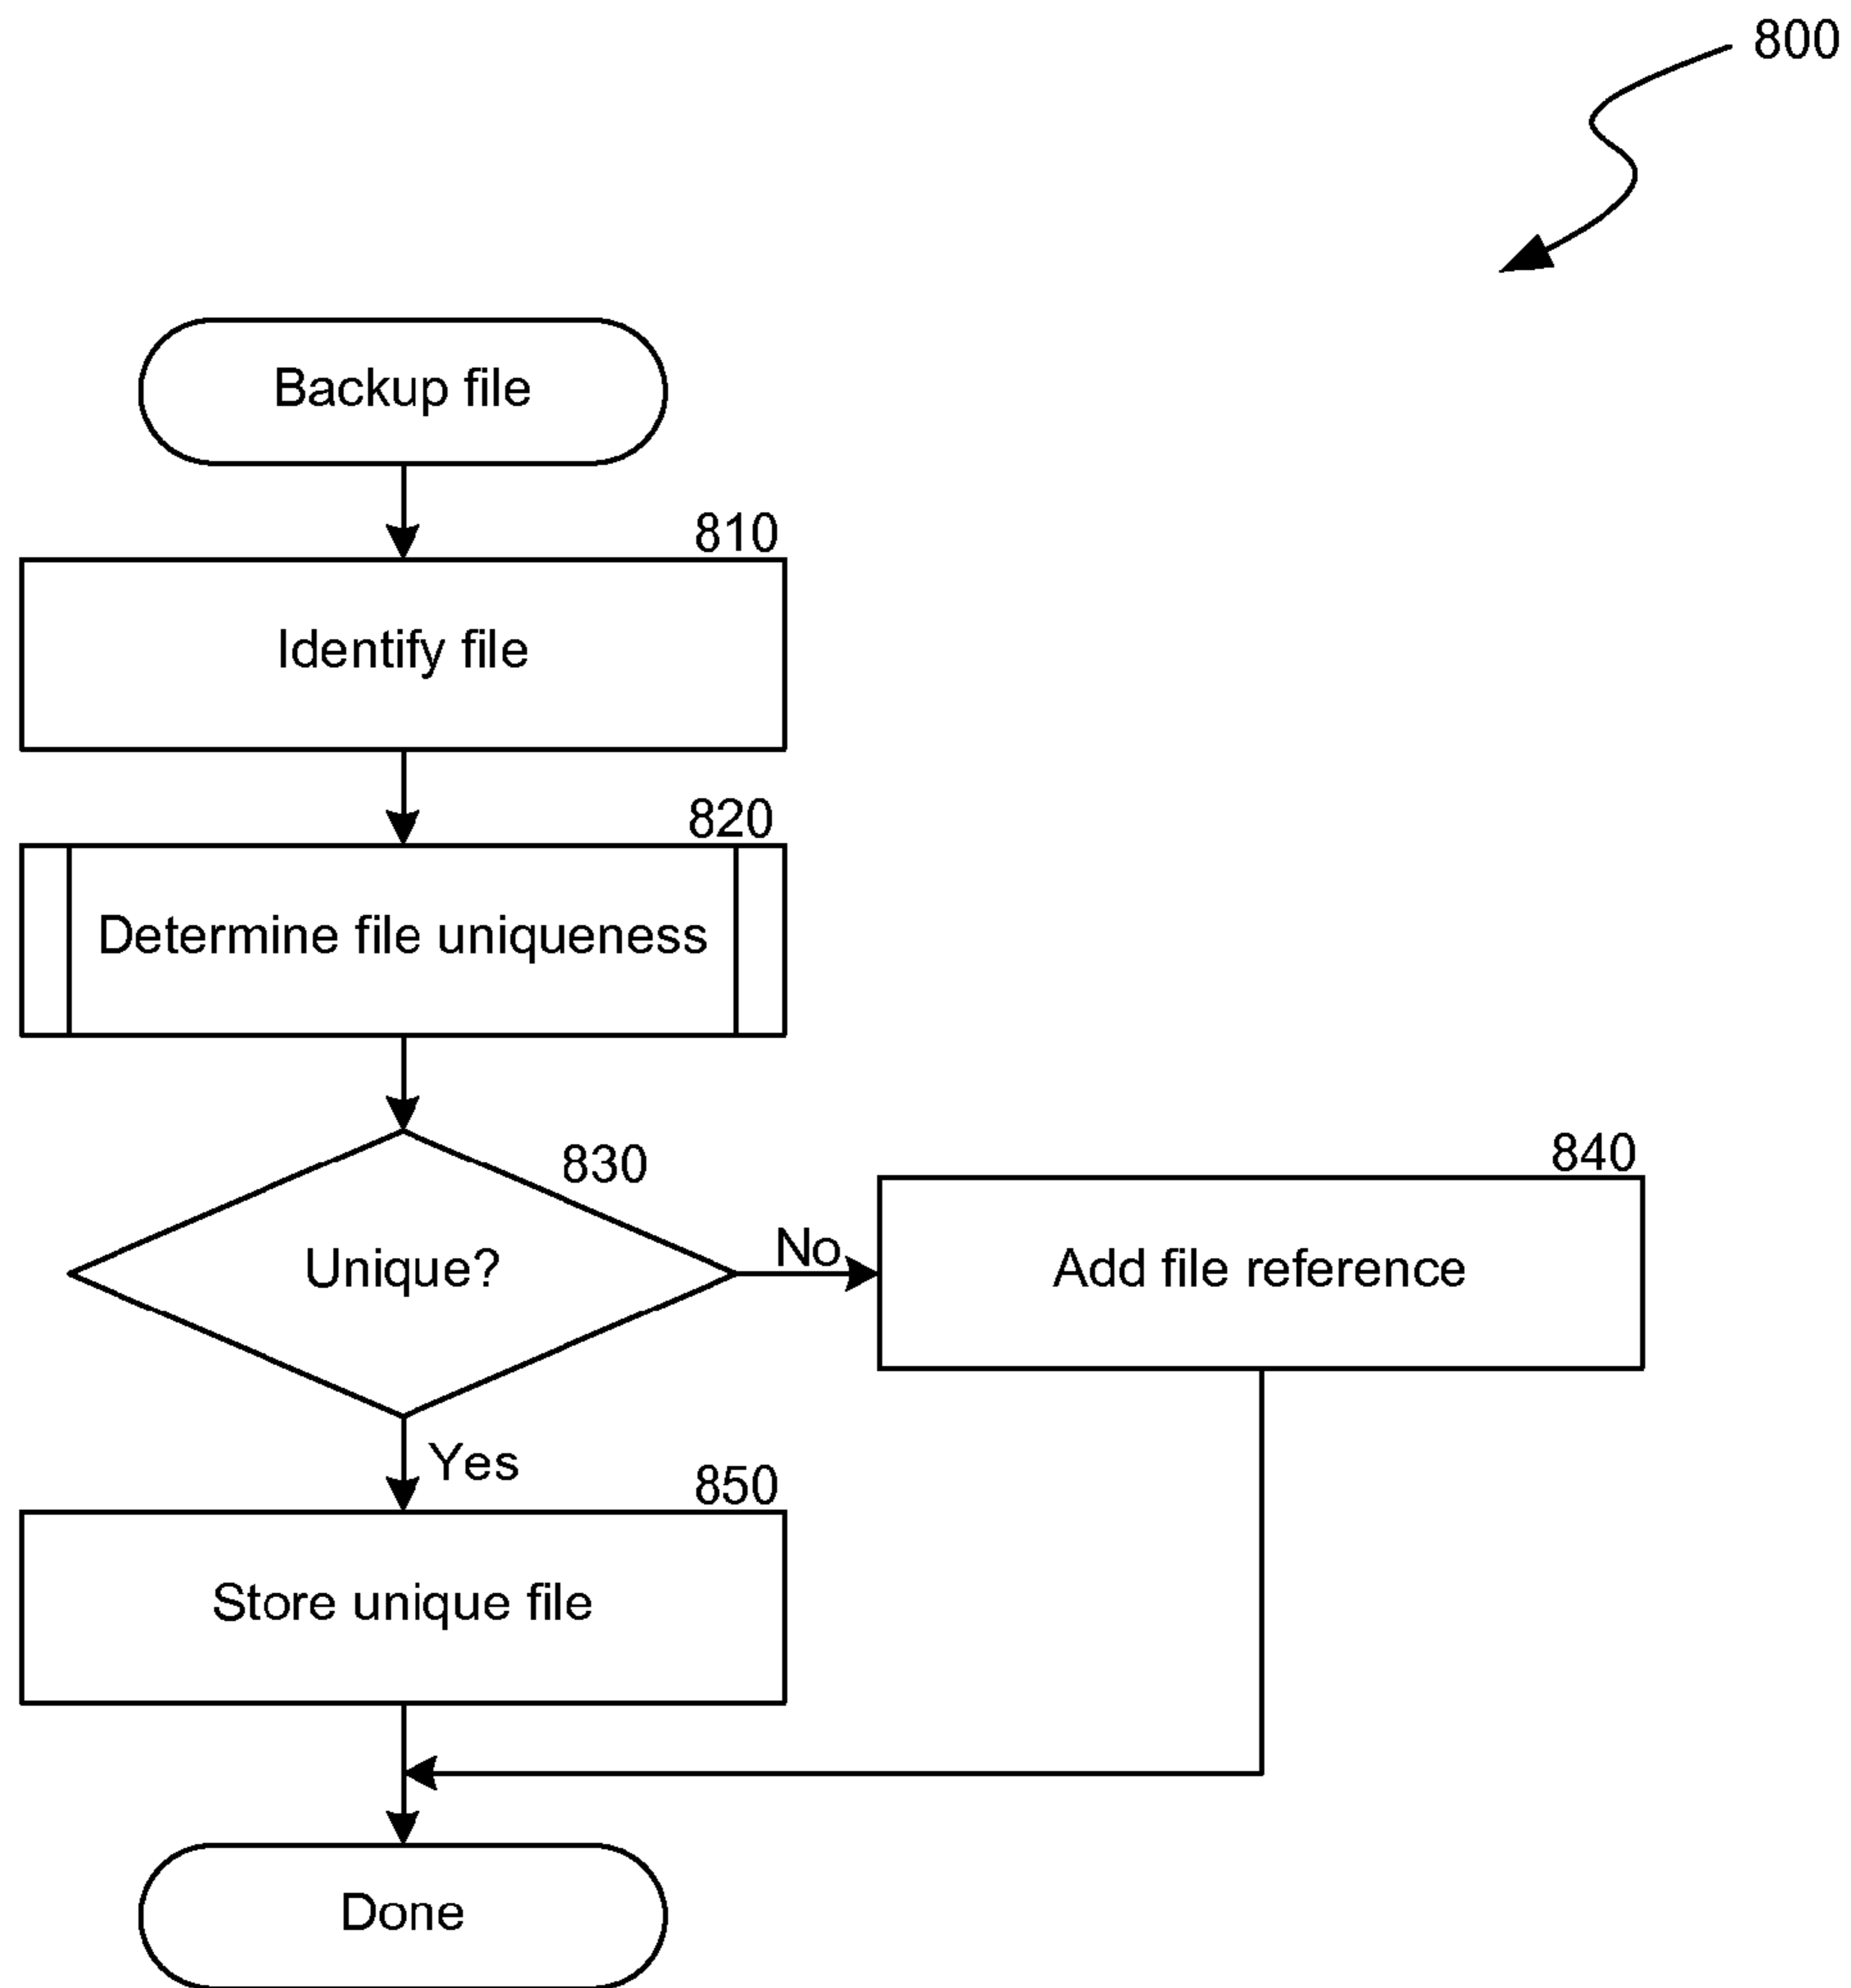 800
Backup file
810
Identify file
820
Determine file uniqueness
830
Unique?
No
840
Add file reference
Yes
850
Store unique file
Done